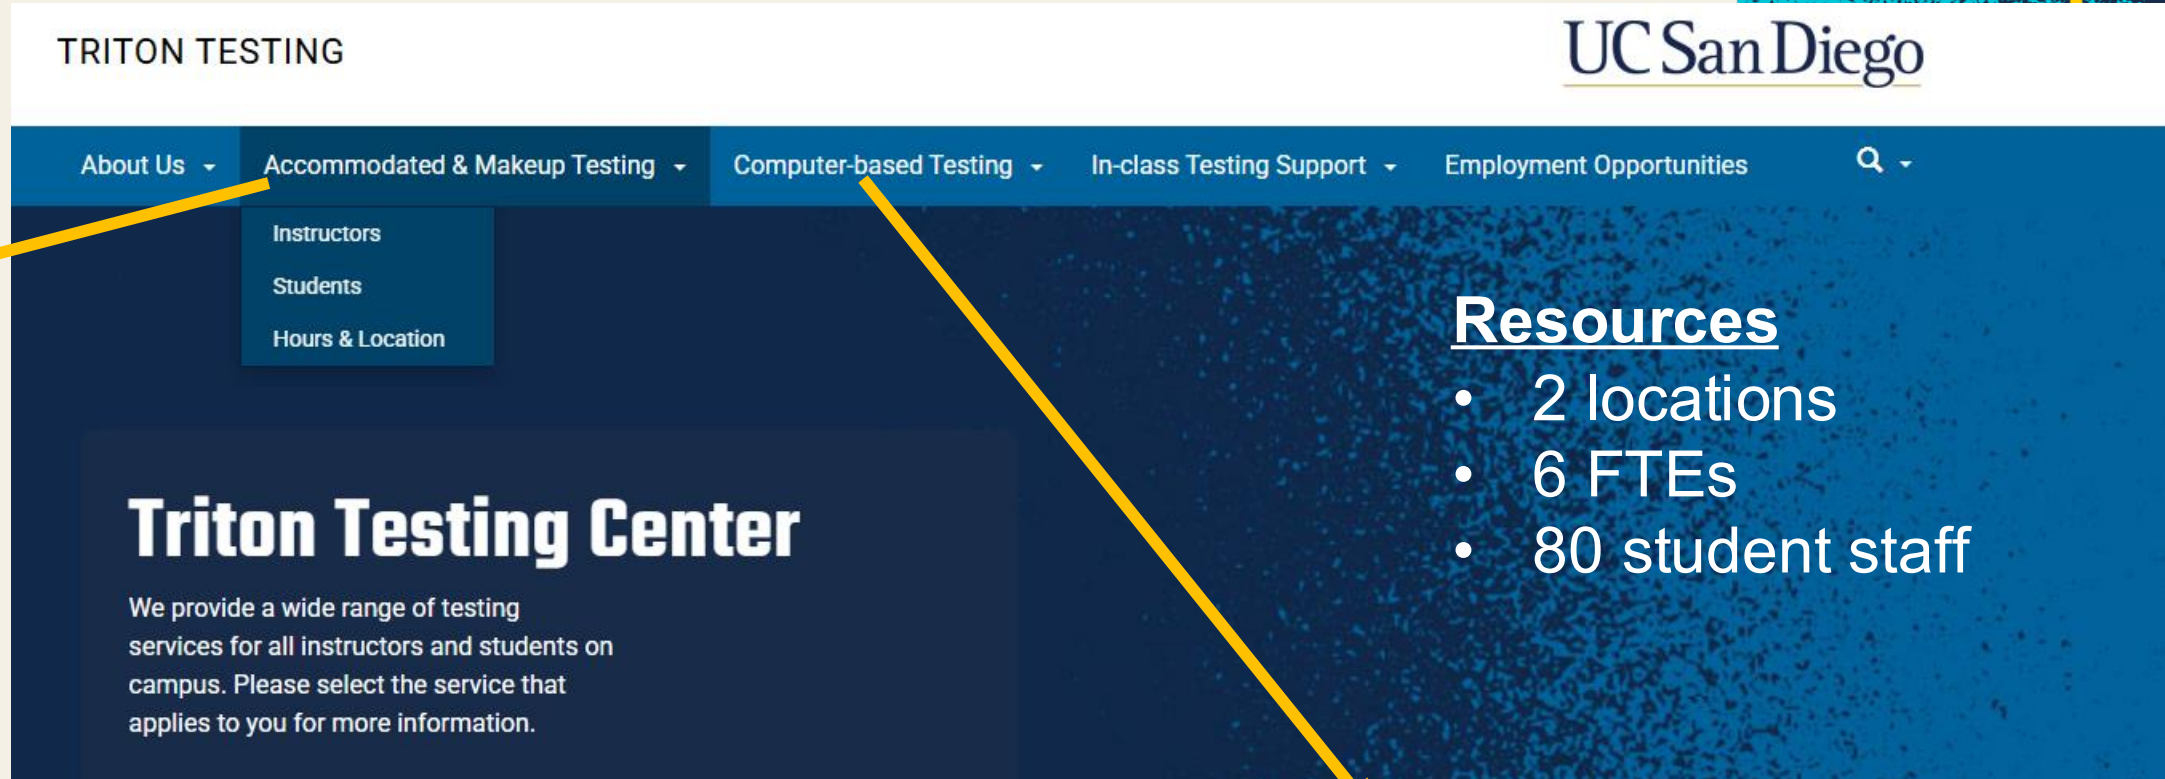 TRITON TESTING
UC San Diego
About Us
Accommodated & Makeup Testing
Computer-based Testing
In-class Testing Support
Employment Opportunities
Instructors
Students
Hours & Location
Resources
• 2 locations
• 6 FTEs
• 80 student staff
Triton Testing Center
We provide a wide range of testing
services for all instructors and students on
campus. Please select the service that
applies to you for more information.